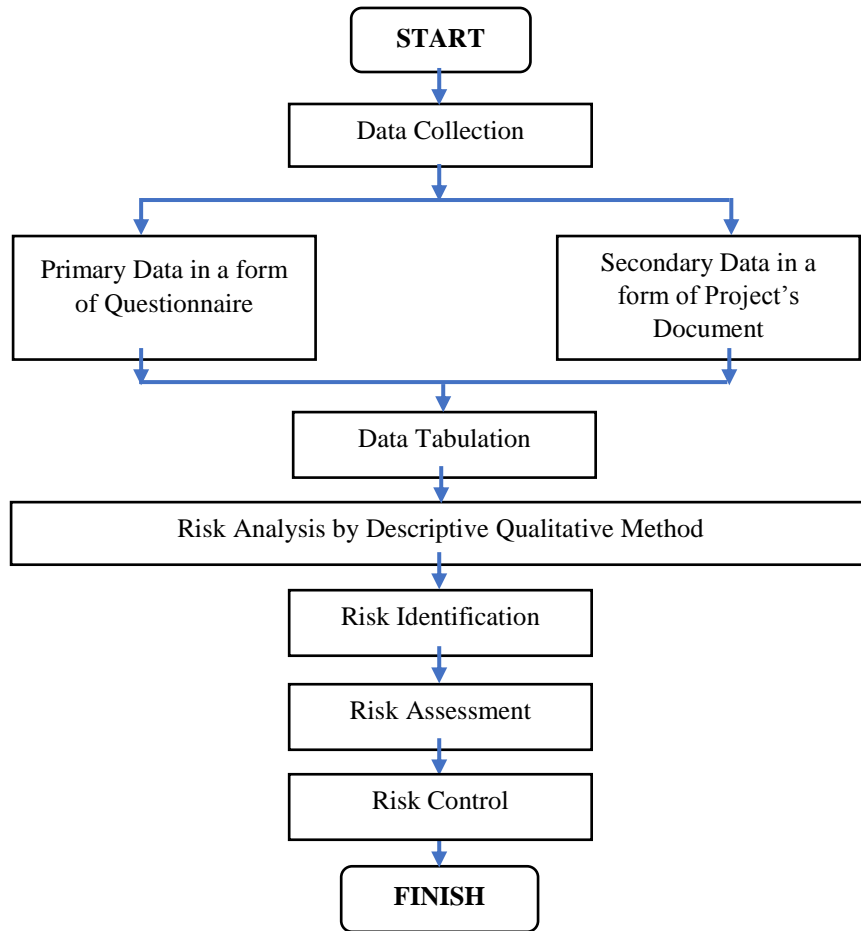 START
Data Collection
Primary Data in a form
of Questionnaire
Secondary Data in a
form of Project’s
Document
Data Tabulation
Risk Analysis by Descriptive Qualitative Method
Risk Identification
Risk Assessment
Risk Control
FINISH